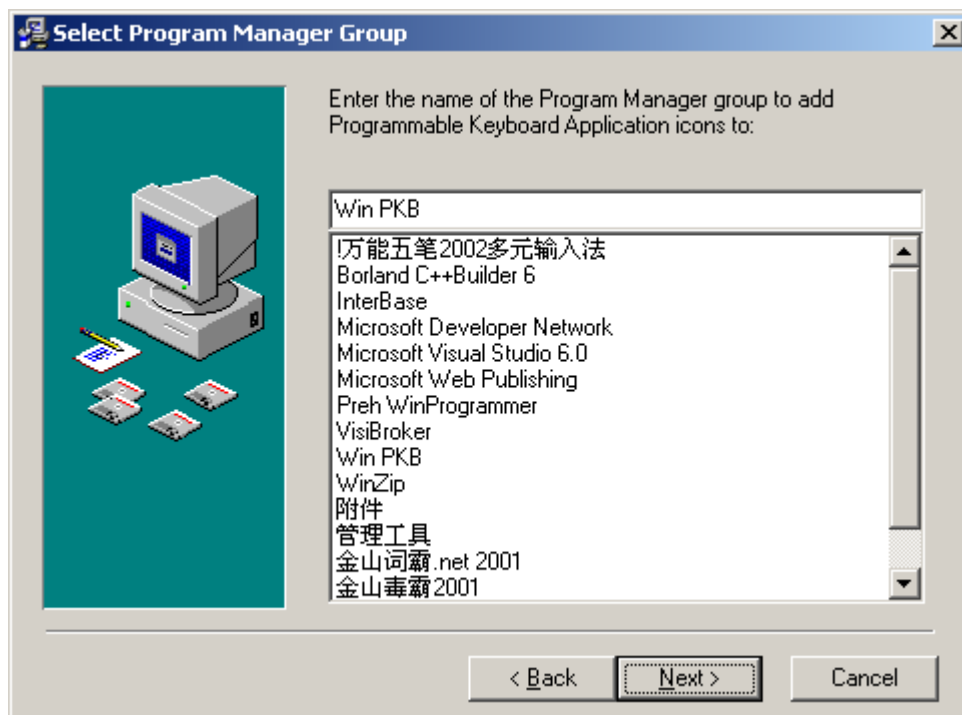 Select Program Manager Group
Enter the name of the Program Manager group to add
Programmable Keyboard Application icons to:
Win PKB
!万能五笔2002多元输入法
Borland C++Builder 6
InterBase
Microsoft Developer Network
Microsoft Visual Studio 6.0
Microsoft Web Publishing
Preh WinProgrammer
VisiBroker
Win PKB
WinZip
附件
管理工具
金山词霸.net 2001
金山毒霸2001
< Back
Next >
Cancel